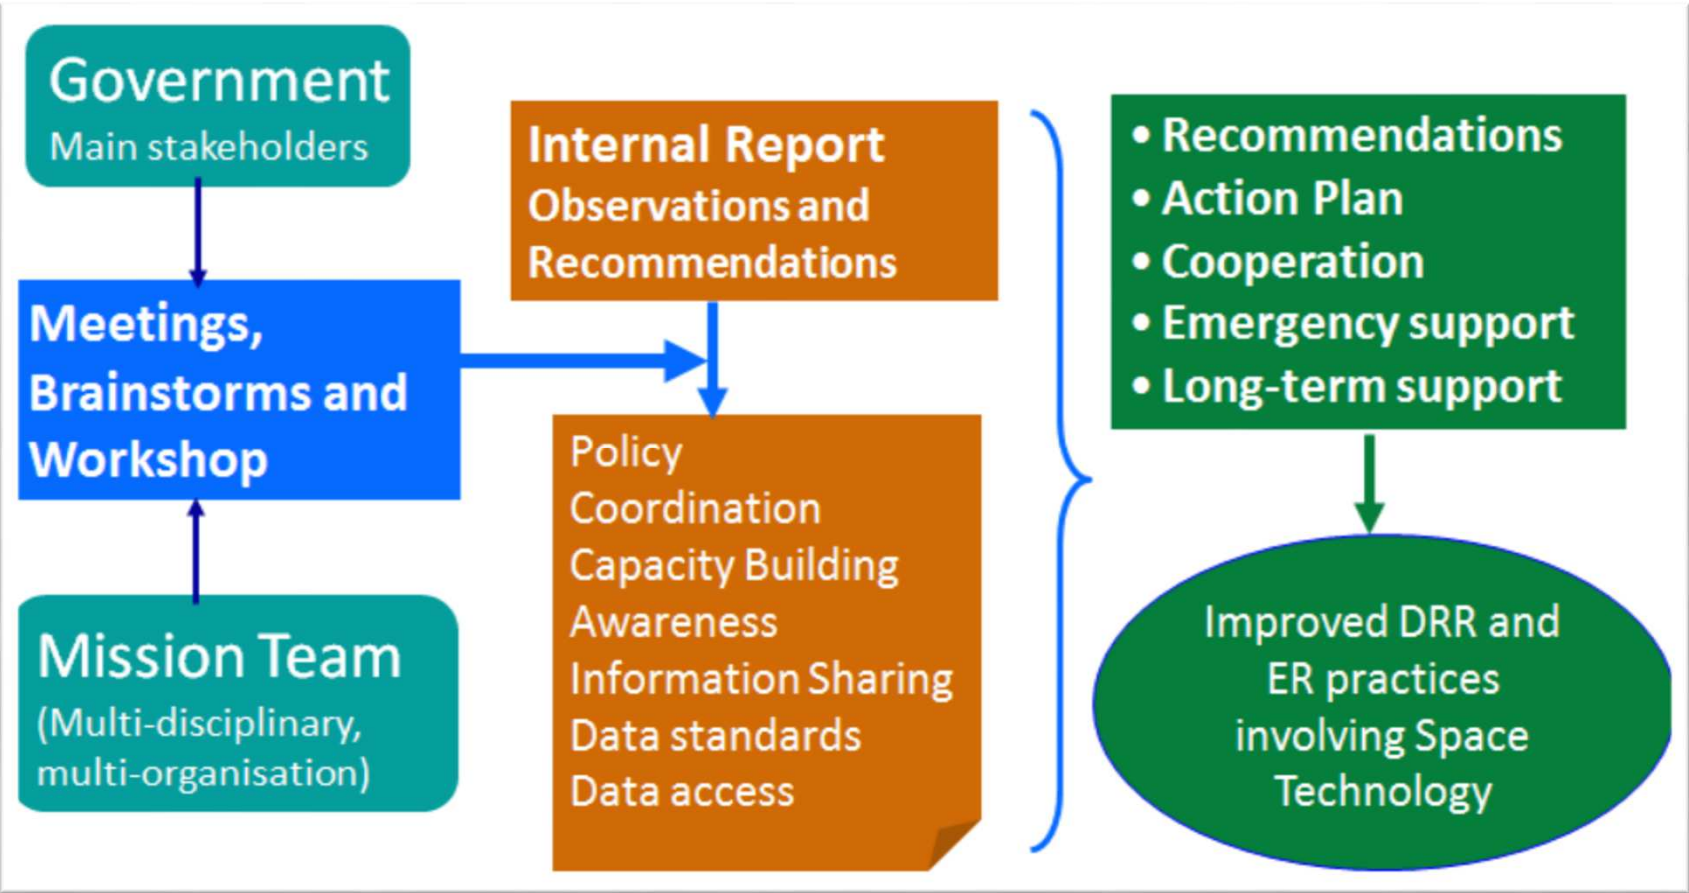 Government
Main stakeholders
Meetings,
Brainstorms and
Workshop
Mission Team
(Multi-disciplinary,
multi-organisation)
Internal Report
Observations and
Recommendations
Policy
Coordination
Capacity Building
Awareness
Information Sharing
Data standards
Data access
• Recommendations
• Action Plan
• Cooperation
• Emergency support
• Long-term support
Improved DRR and
ER practices
involving Space
Technology